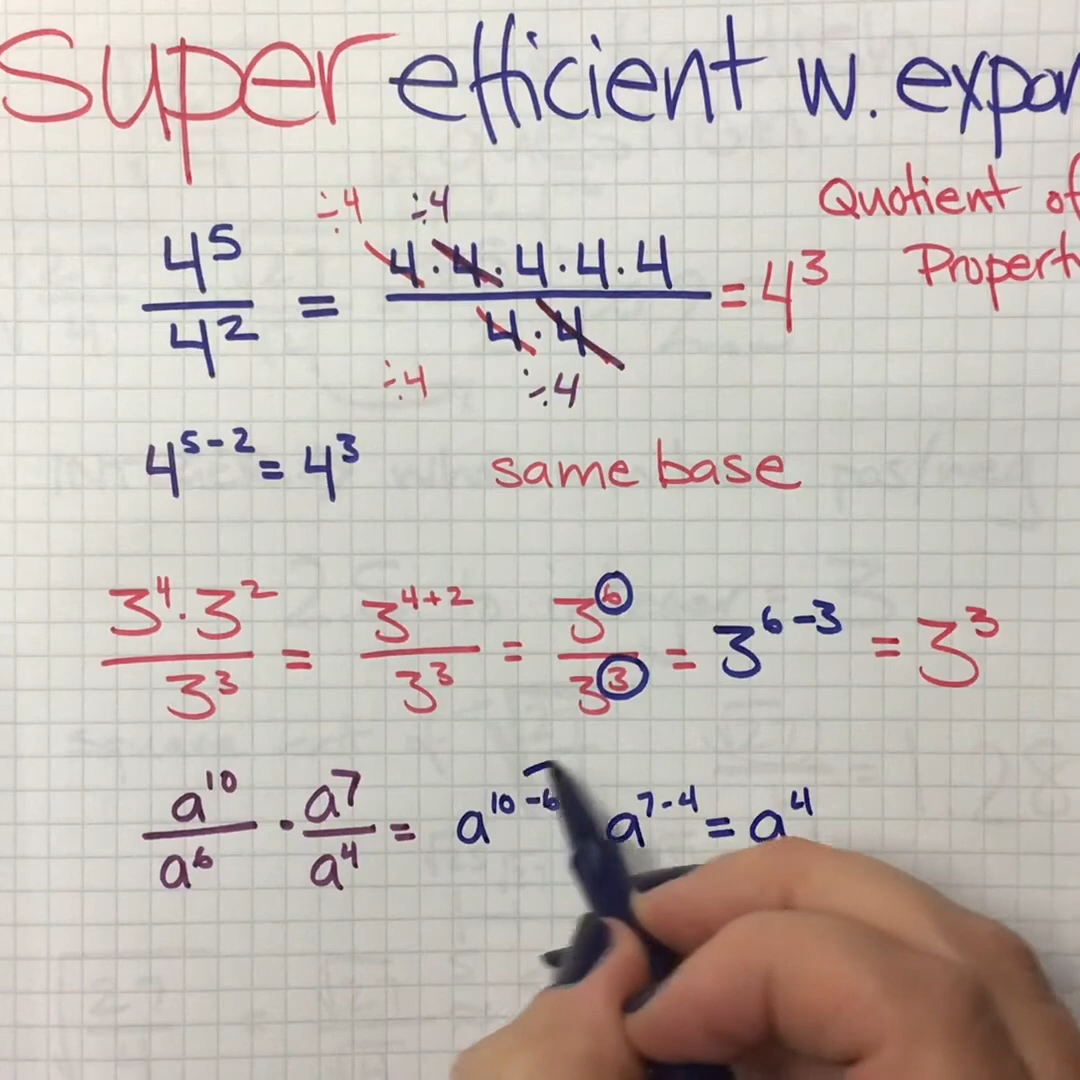 Super efficient w.
Quotient of
÷4 ÷4
4⁵/4² = 4·4·4·4·4/4·4 = 4³
÷4 ÷4
4⁵⁻² = 4³ same base
3⁴·3²/3³ = 3⁴⁺²/3³ = 3⁶/3³ = 3⁶⁻³ = 3³
a¹⁰/a⁶ · a⁷/a⁴ = a¹⁰⁻⁶ a⁷⁻⁴ = a⁴